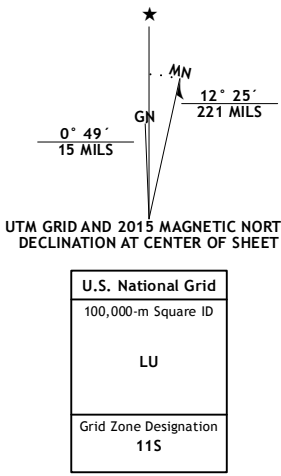 ★
MN
GN
12° 25´
221 MILS
0° 49´
15 MILS
UTM GRID AND 2015 MAGNETIC NORT
DECLINATION AT CENTER OF SHEET
U.S. National Grid
100,000-m Square ID
LU
Grid Zone Designation
11S